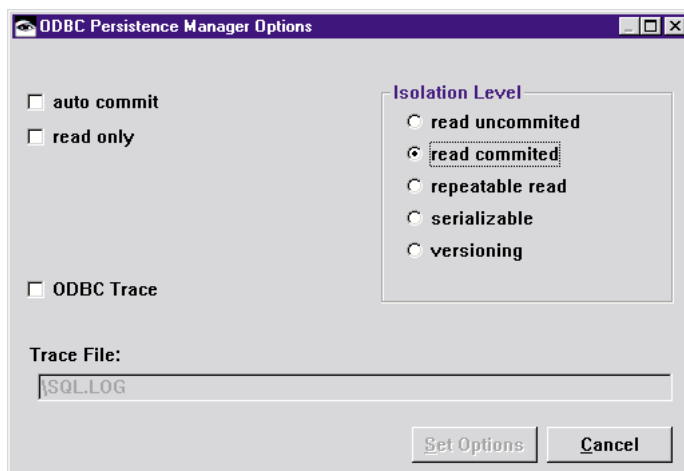 ODBC Persistence Manager Options
auto commit
read only
Isolation Level
read uncommited
read commited
repeatable read
serializable
versioning
ODBC Trace
Trace File:
\SQL.LOG
Set Options
Cancel